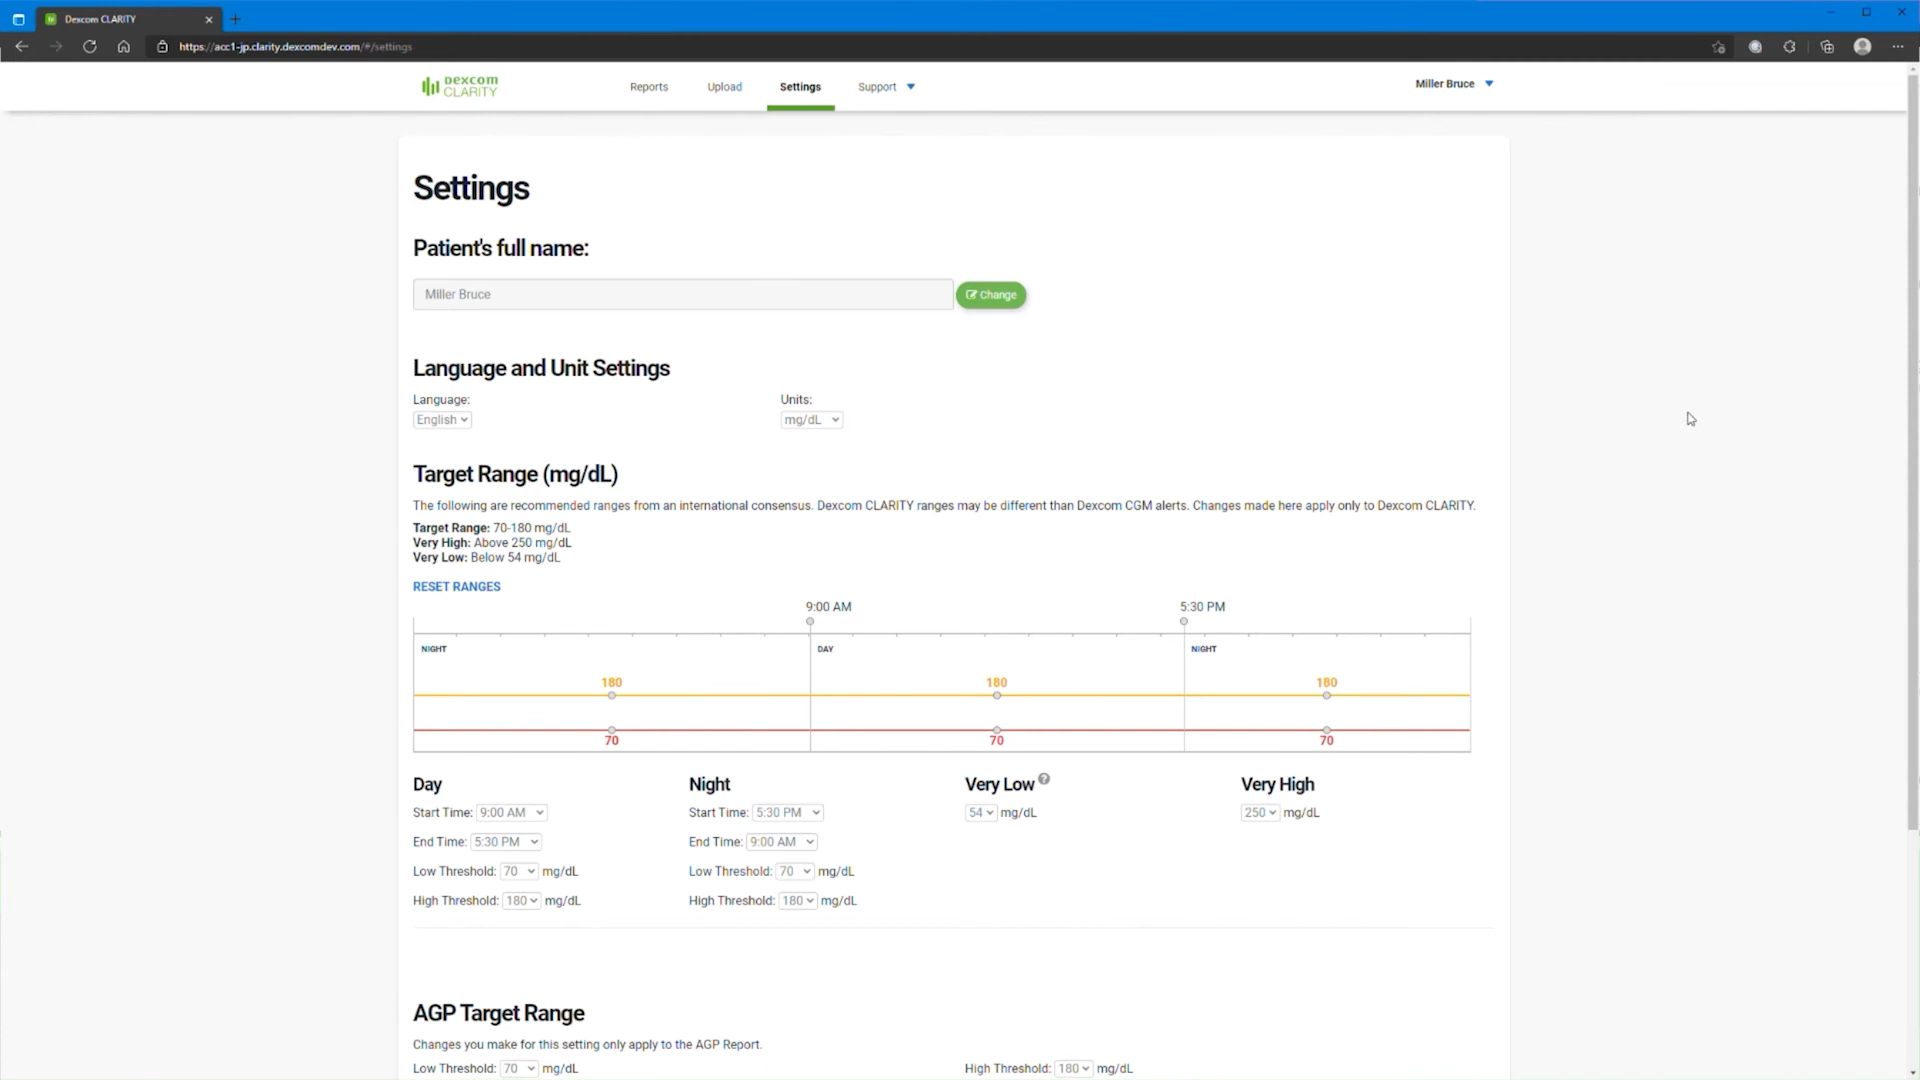 Dexcom CLARITY
https://acc1-jp.clarity.dexcomdev.com/#/settings
Dexcom CLARITY
Reports
Upload
Settings
Support
Miller Bruce
Settings
Patient's full name:
Miller Bruce
Change
Language and Unit Settings
Language:
Units:
English
mg/dL
Target Range (mg/dL)
The following are recommended ranges from an international consensus. Dexcom CLARITY ranges may be different than Dexcom CGM alerts. Changes made here apply only to Dexcom CLARITY.
Target Range: 70-180 mg/dL
Very High: Above 250 mg/dL
Very Low: Below 54 mg/dL
RESET RANGES
9:00 AM
5:30 PM
NIGHT
DAY
NIGHT
180
180
180
70
70
70
Day
Start Time: 9:00 AM
End Time: 5:30 PM
Low Threshold: 70 mg/dL
High Threshold: 180 mg/dL
Night
Start Time: 5:30 PM
End Time: 9:00 AM
Low Threshold: 70 mg/dL
High Threshold: 180 mg/dL
Very Low ?
54 mg/dL
Very High
250 mg/dL
AGP Target Range
Changes you make for this setting only apply to the AGP Report.
Low Threshold: 70 mg/dL
High Threshold: 180 mg/dL